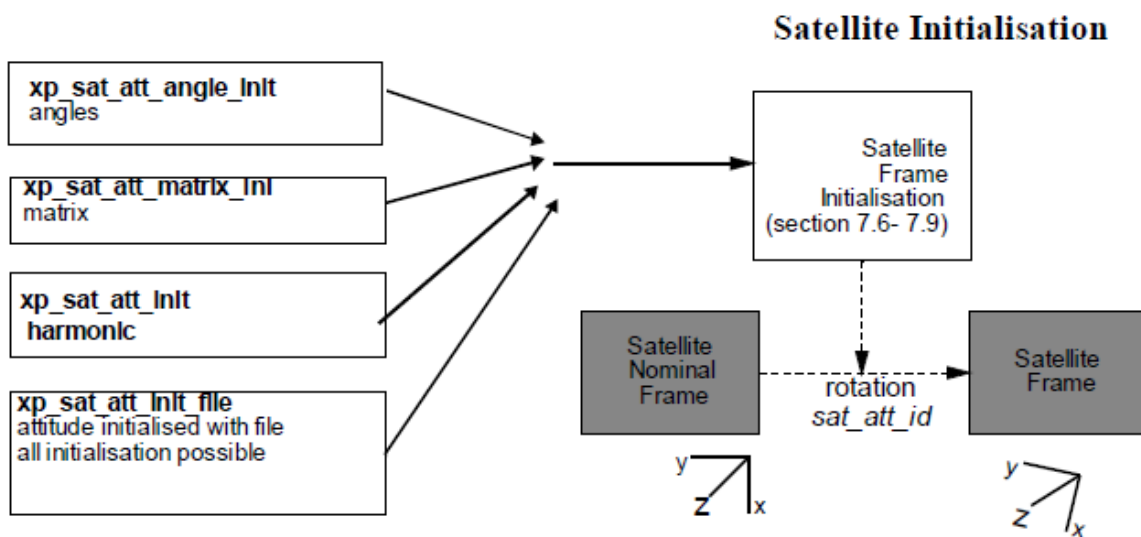 Satellite Initialisation
xp_sat_att_angle_init
angles
xp_sat_att_matrix_ini
matrix
xp_sat_att_init
harmonic
xp_sat_att_init_file
attitude initialised with file
all initialisation possible
Satellite
Frame
Initialisation
(section 7.6- 7.9)
Satellite
Nominal
Frame
rotation
sat_att_id
Satellite
Frame
y
z
x
y
z
x